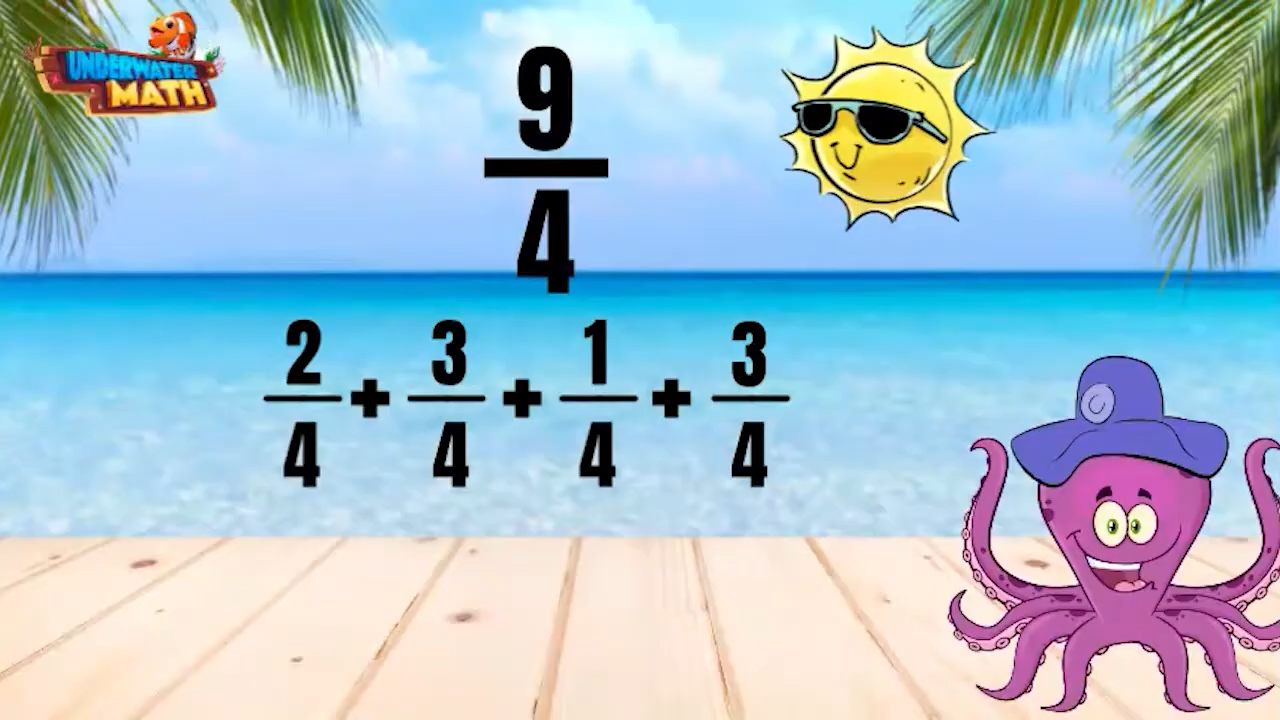 UNDERWATER
MATH
9
4
2 3 1 3
+ + +
4 4 4 4